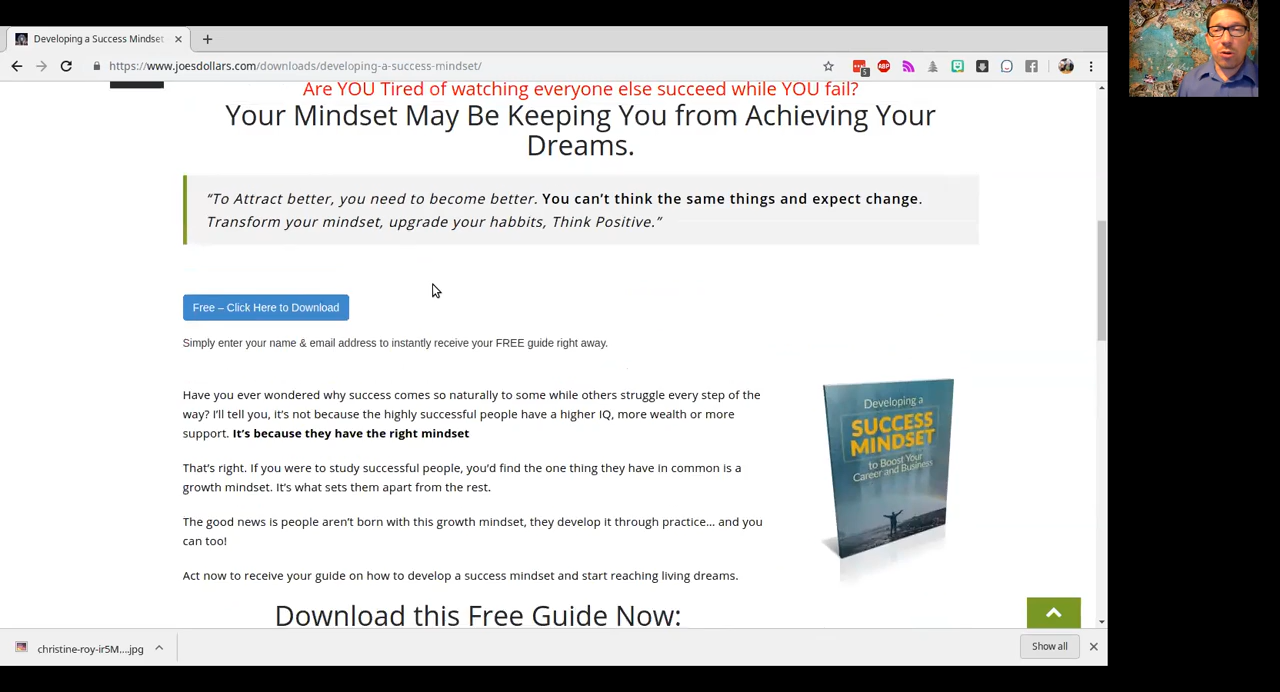 Developing a Success Mindset
https://www.joesdollars.com/downloads/developing-a-success-mindset/
5
ABP
Are YOU Tired of watching everyone else succeed while YOU fail?
Your Mindset May Be Keeping You from Achieving Your
Dreams.
“To Attract better, you need to become better. You can’t think the same things and expect change.
Transform your mindset, upgrade your habbits, Think Positive.”
Free – Click Here to Download
Simply enter your name & email address to instantly receive your FREE guide right away.
Have you ever wondered why success comes so naturally to some while others struggle every step of the
way? I’ll tell you, it’s not because the highly successful people have a higher IQ, more wealth or more
support. It’s because they have the right mindset
That’s right. If you were to study successful people, you’d find the one thing they have in common is a
growth mindset. It’s what sets them apart from the rest.
The good news is people aren’t born with this growth mindset, they develop it through practice… and you
can too!
Act now to receive your guide on how to develop a success mindset and start reaching living dreams.
Developing a
SUCCESS
MINDSET
to Boost Your
Career and Business
Download this Free Guide Now:
christine-roy-ir5M....jpg
Show all